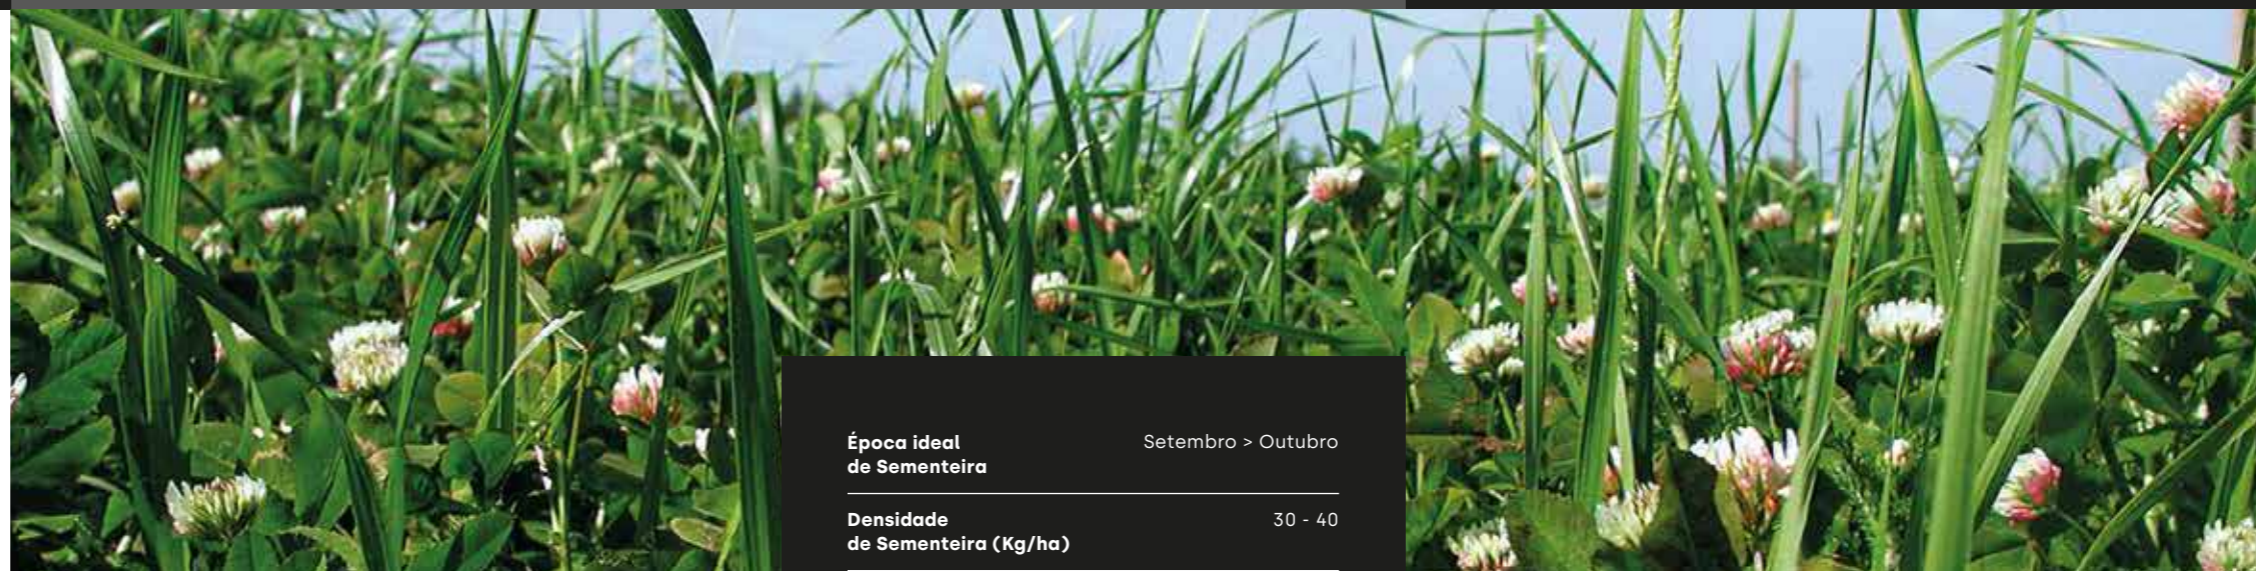 Época ideal
de Sementeira
Setembro > Outubro
Densidade
de Sementeira (Kg/ha)
30 - 40